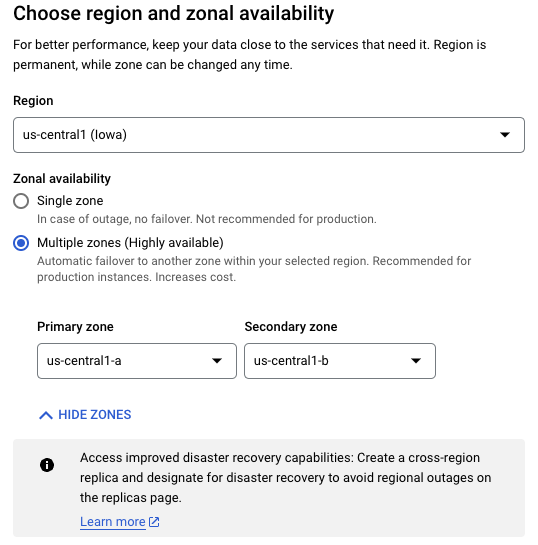 Choose region and zonal availability
For better performance, keep your data close to the services that need it. Region is
permanent, while zone can be changed any time.
Region
us-central1 (Iowa)
Zonal availability
Single zone
In case of outage, no failover. Not recommended for production.
Multiple zones (Highly available)
Automatic failover to another zone within your selected region. Recommended for
production instances. Increases cost.
Primary zone
Secondary zone
us-central1-a
us-central1-b
HIDE ZONES
Access improved disaster recovery capabilities: Create a cross-region
replica and designate for disaster recovery to avoid regional outages on
the replicas page.
Learn more